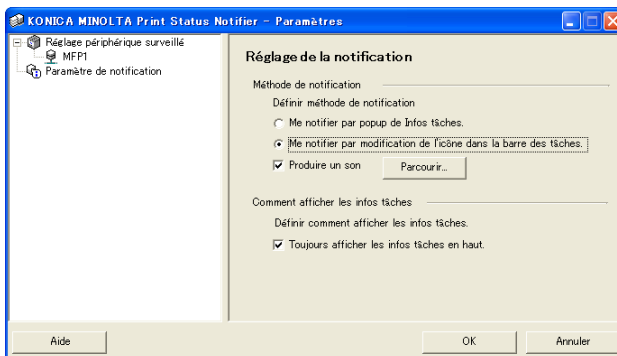 KONICA MINOLTA Print Status Notifier - Paramètres
Réglage périphérique surveillé
MFP1
Paramètre de notification
Réglage de la notification
Méthode de notification
Définir méthode de notification
Me notifier par popup de Infos tâches.
Me notifier par modification de l'icône dans la barre des tâches.
Produire un son
Parcourir...
Comment afficher les infos tâches
Définir comment afficher les infos tâches.
Toujours afficher les infos tâches en haut.
Aide
OK
Annuler